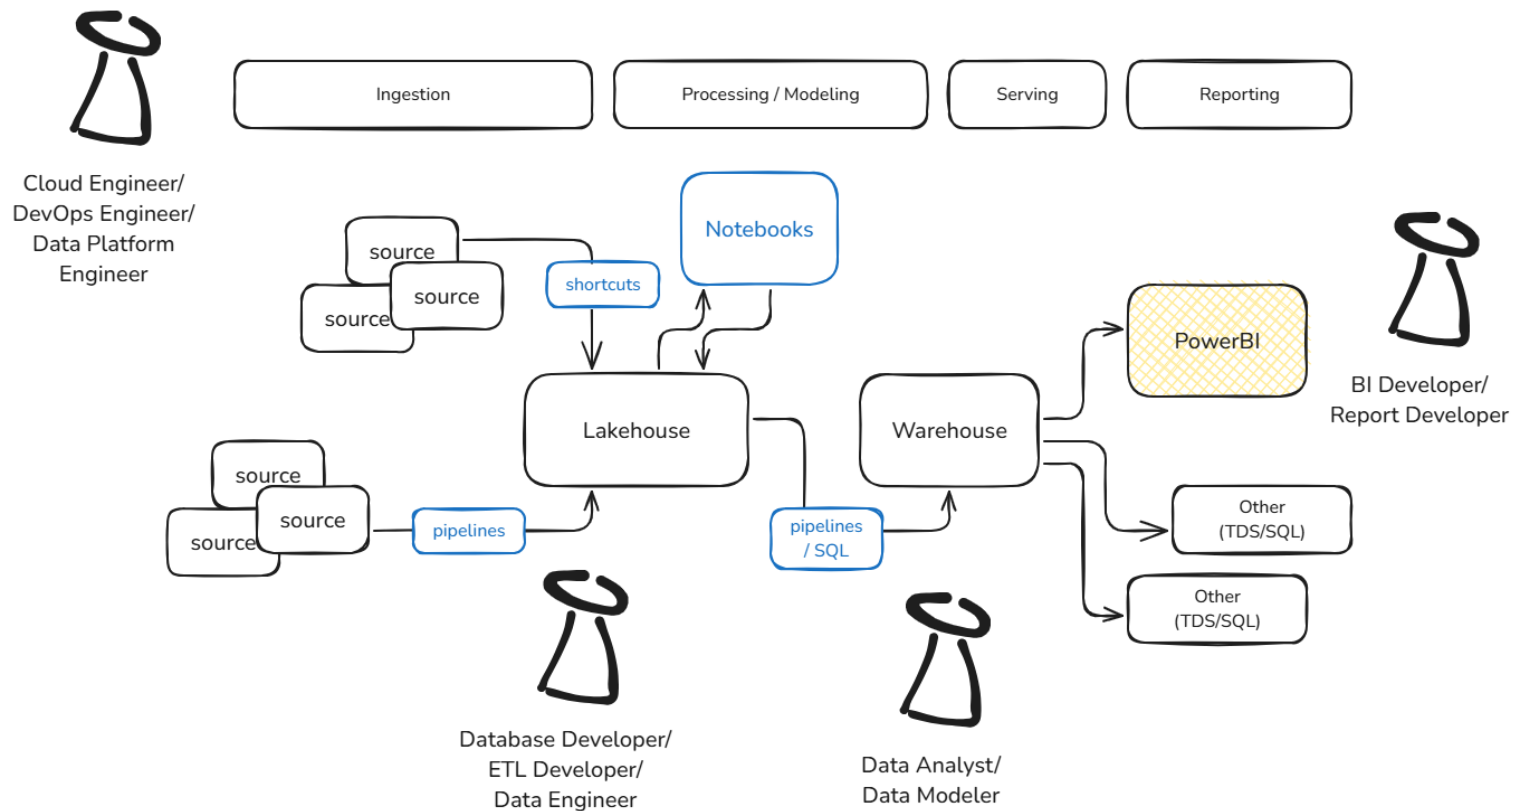 Ingestion
Processing / Modeling
Serving
Reporting
Cloud Engineer/
DevOps Engineer/
Data Platform
Engineer
source
source
source
shortcuts
Notebooks
PowerBI
BI Developer/
Report Developer
Lakehouse
Warehouse
source
source
source
pipelines
pipelines
/ SQL
Other
(TDS/SQL)
Other
(TDS/SQL)
Database Developer/
ETL Developer/
Data Engineer
Data Analyst/
Data Modeler